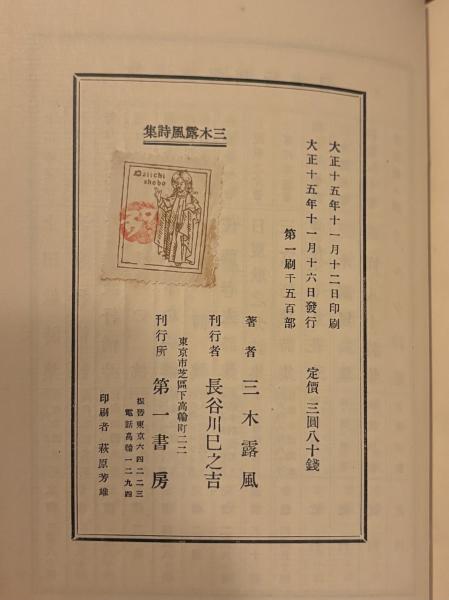 三木露風詩集
Daiichi
shobo
大正十五年十一月十二日印刷
大正十五年十一月十六日發行
第一刷千五百部
定價 三圓八十錢
著者 三木露風
刊行者 長谷川巳之吉
東京市芝區下高輪町二二
刊行所 第一書房
振替東京六四二二三
電話高輪一二九四
印刷者 萩原芳雄